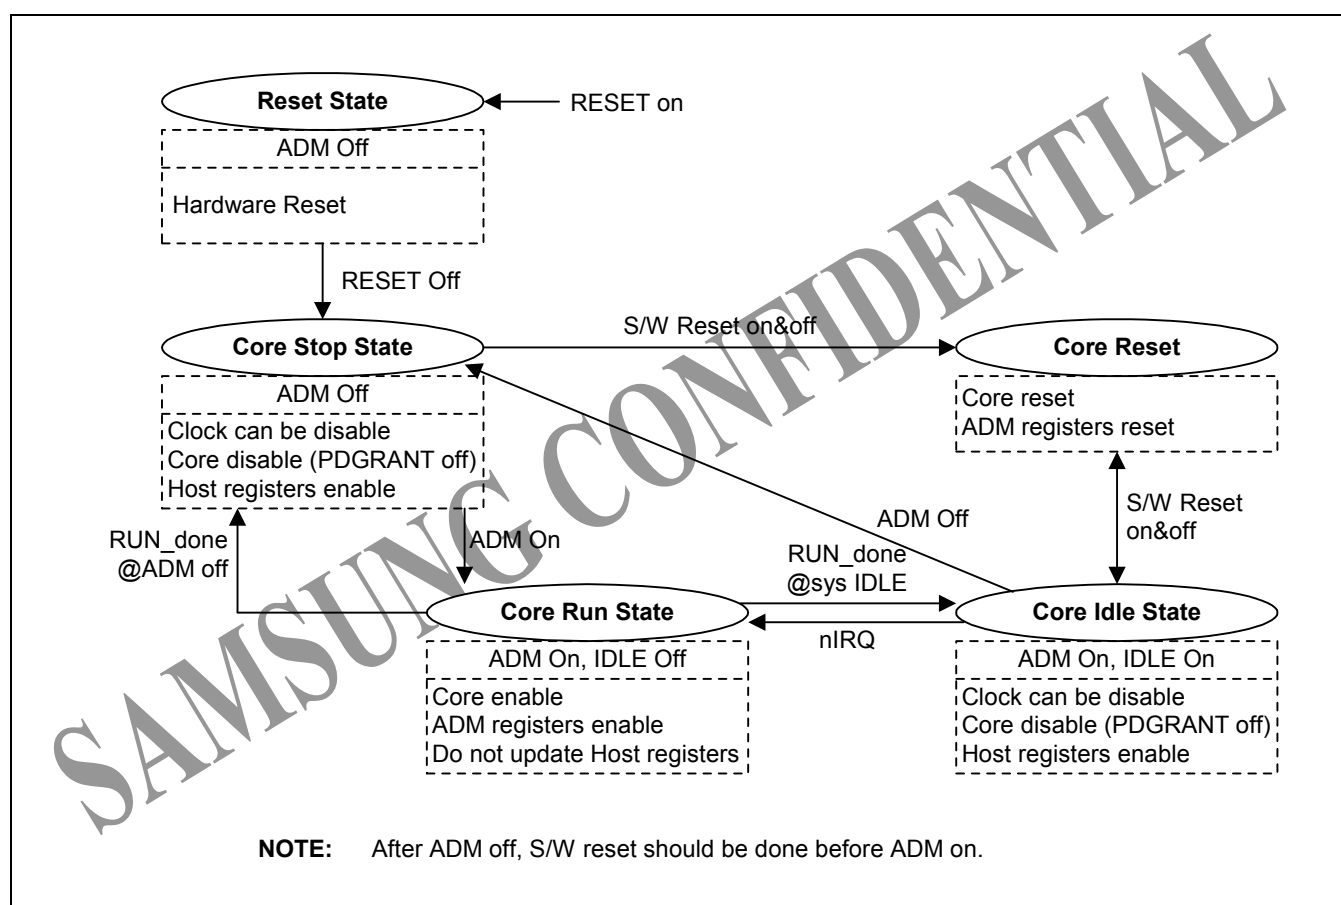 Reset State
RESET on
ADM Off
Hardware Reset
RESET Off
S/W Reset on&off
Core Stop State
Core Reset
ADM Off
Clock can be disable
Core disable (PDGRANT off)
Host registers enable
Core reset
ADM registers reset
S/W Reset
on&off
ADM Off
RUN_done
@ADM off
ADM On
RUN_done
@sys IDLE
Core Run State
Core Idle State
nIRQ
ADM On, IDLE Off
Core enable
ADM registers enable
Do not update Host registers
ADM On, IDLE On
Clock can be disable
Core disable (PDGRANT off)
Host registers enable
SAMSUNG CONFIDENTIAL
NOTE: After ADM off, S/W reset should be done before ADM on.